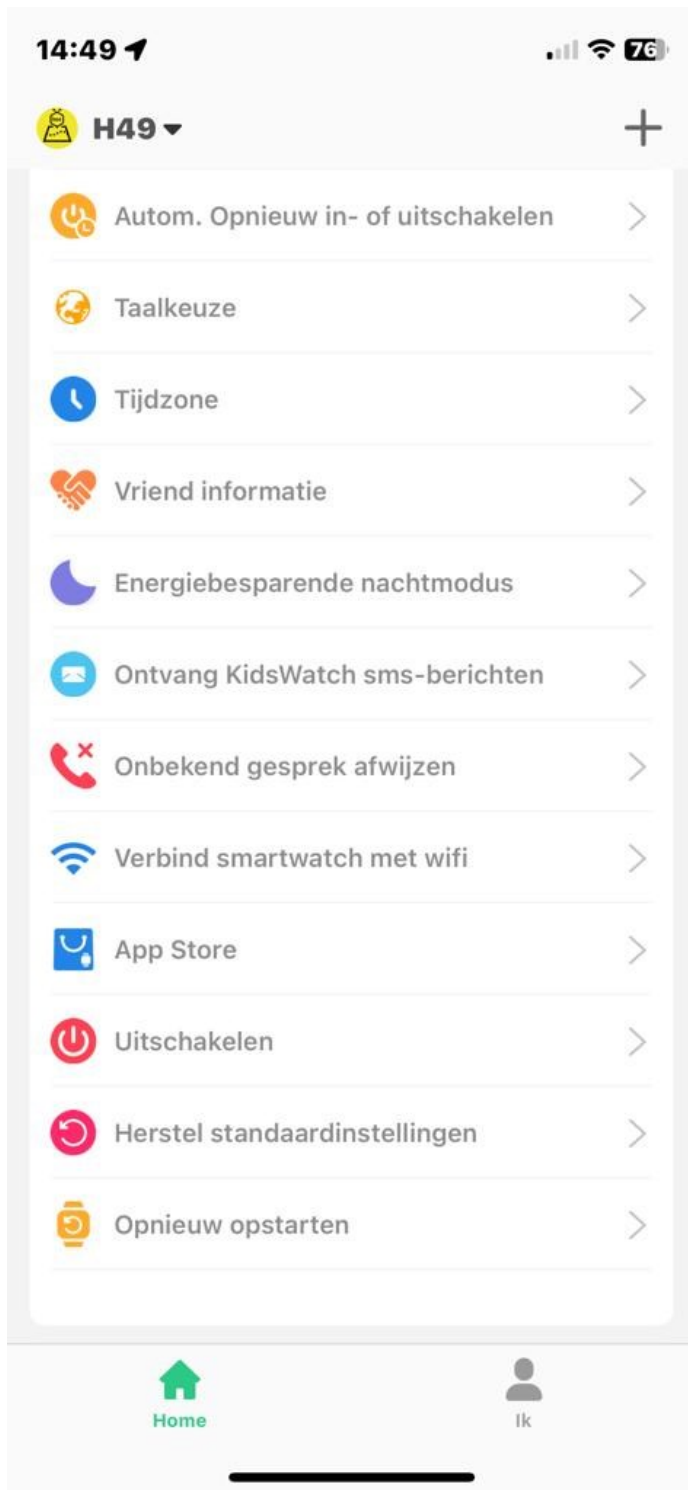 14:49
76
H49
Autom. Opnieuw in- of uitschakelen
Taalkeuze
Tijdzone
Vriend informatie
Energiebesparende nachtmodus
Ontvang KidsWatch sms-berichten
Onbekend gesprek afwijzen
Verbind smartwatch met wifi
App Store
Uitschakelen
Herstel standaardinstellingen
Opnieuw opstarten
Home
Ik